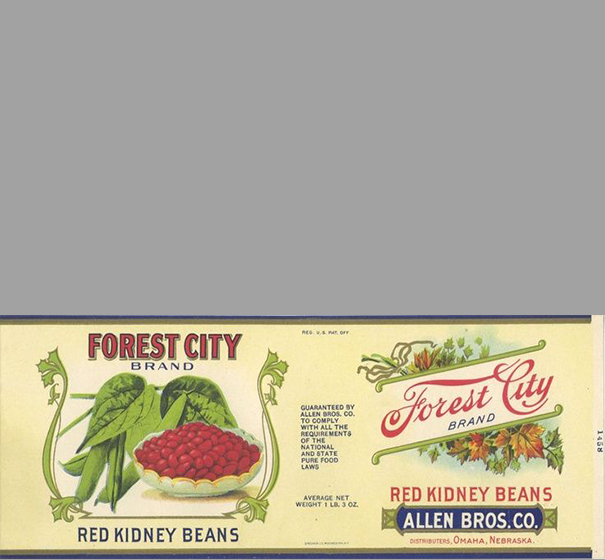 FOREST CITY
BRAND
RED KIDNEY BEANS
REG. U.S. PAT. OFF
GUARANTEED BY
ALLEN BROS. CO.
TO COMPLY
WITH ALL THE
REQUIREMENTS
OF THE
NATIONAL
AND STATE
PURE FOOD
LAWS
AVERAGE NET
WEIGHT 1 LB. 3 OZ.
Forest City
BRAND
RED KIDNEY BEANS
ALLEN BROS. CO.
DISTRIBUTERS, OMAHA, NEBRASKA.
1458